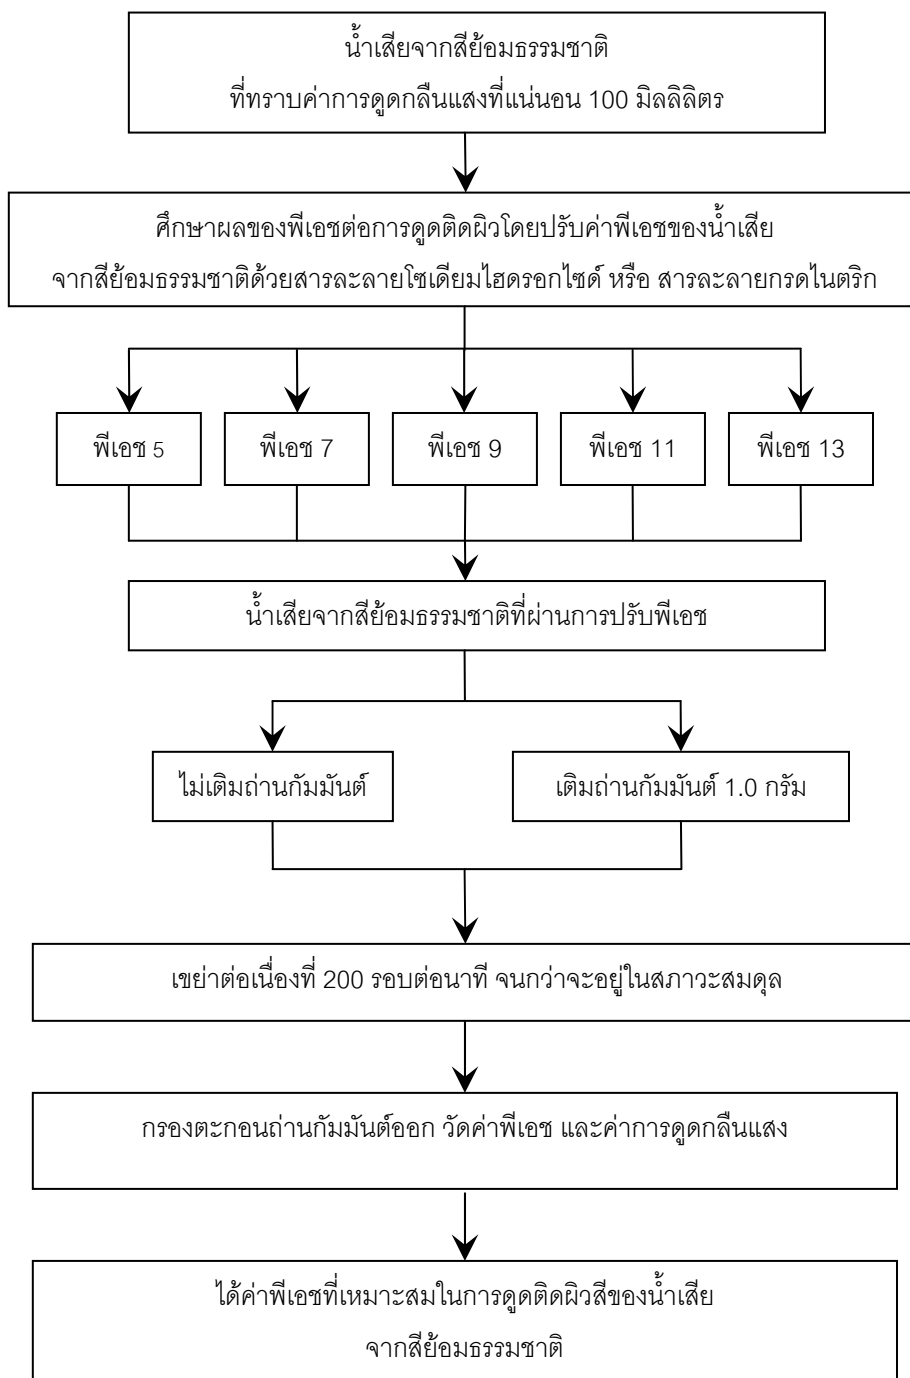 น้ำเสียจากสีย้อมธรรมชาติ
ที่ทราบค่าการดูดกลืนแสงที่แน่นอน 100 มิลลิลิตร
ศึกษาผลของพีเอชต่อการดูดติดผิวโดยปรับค่าพีเอชของน้ำเสีย
จากสีย้อมธรรมชาติด้วยสารละลายโซเดียมไฮดรอกไซด์ หรือ สารละลายกรดไนตริก
พีเอช 5
พีเอช 7
พีเอช 9
พีเอช 11
พีเอช 13
น้ำเสียจากสีย้อมธรรมชาติที่ผ่านการปรับพีเอช
ไม่เติมถ่านกัมมันต์
เติมถ่านกัมมันต์ 1.0 กรัม
เขย่าต่อเนื่องที่ 200 รอบต่อนาที จนกว่าจะอยู่ในสภาวะสมดุล
กรองตะกอนถ่านกัมมันต์ออก วัดค่าพีเอช และค่าการดูดกลืนแสง
ได้ค่าพีเอชที่เหมาะสมในการดูดติดผิวสีของน้ำเสีย
จากสีย้อมธรรมชาติ